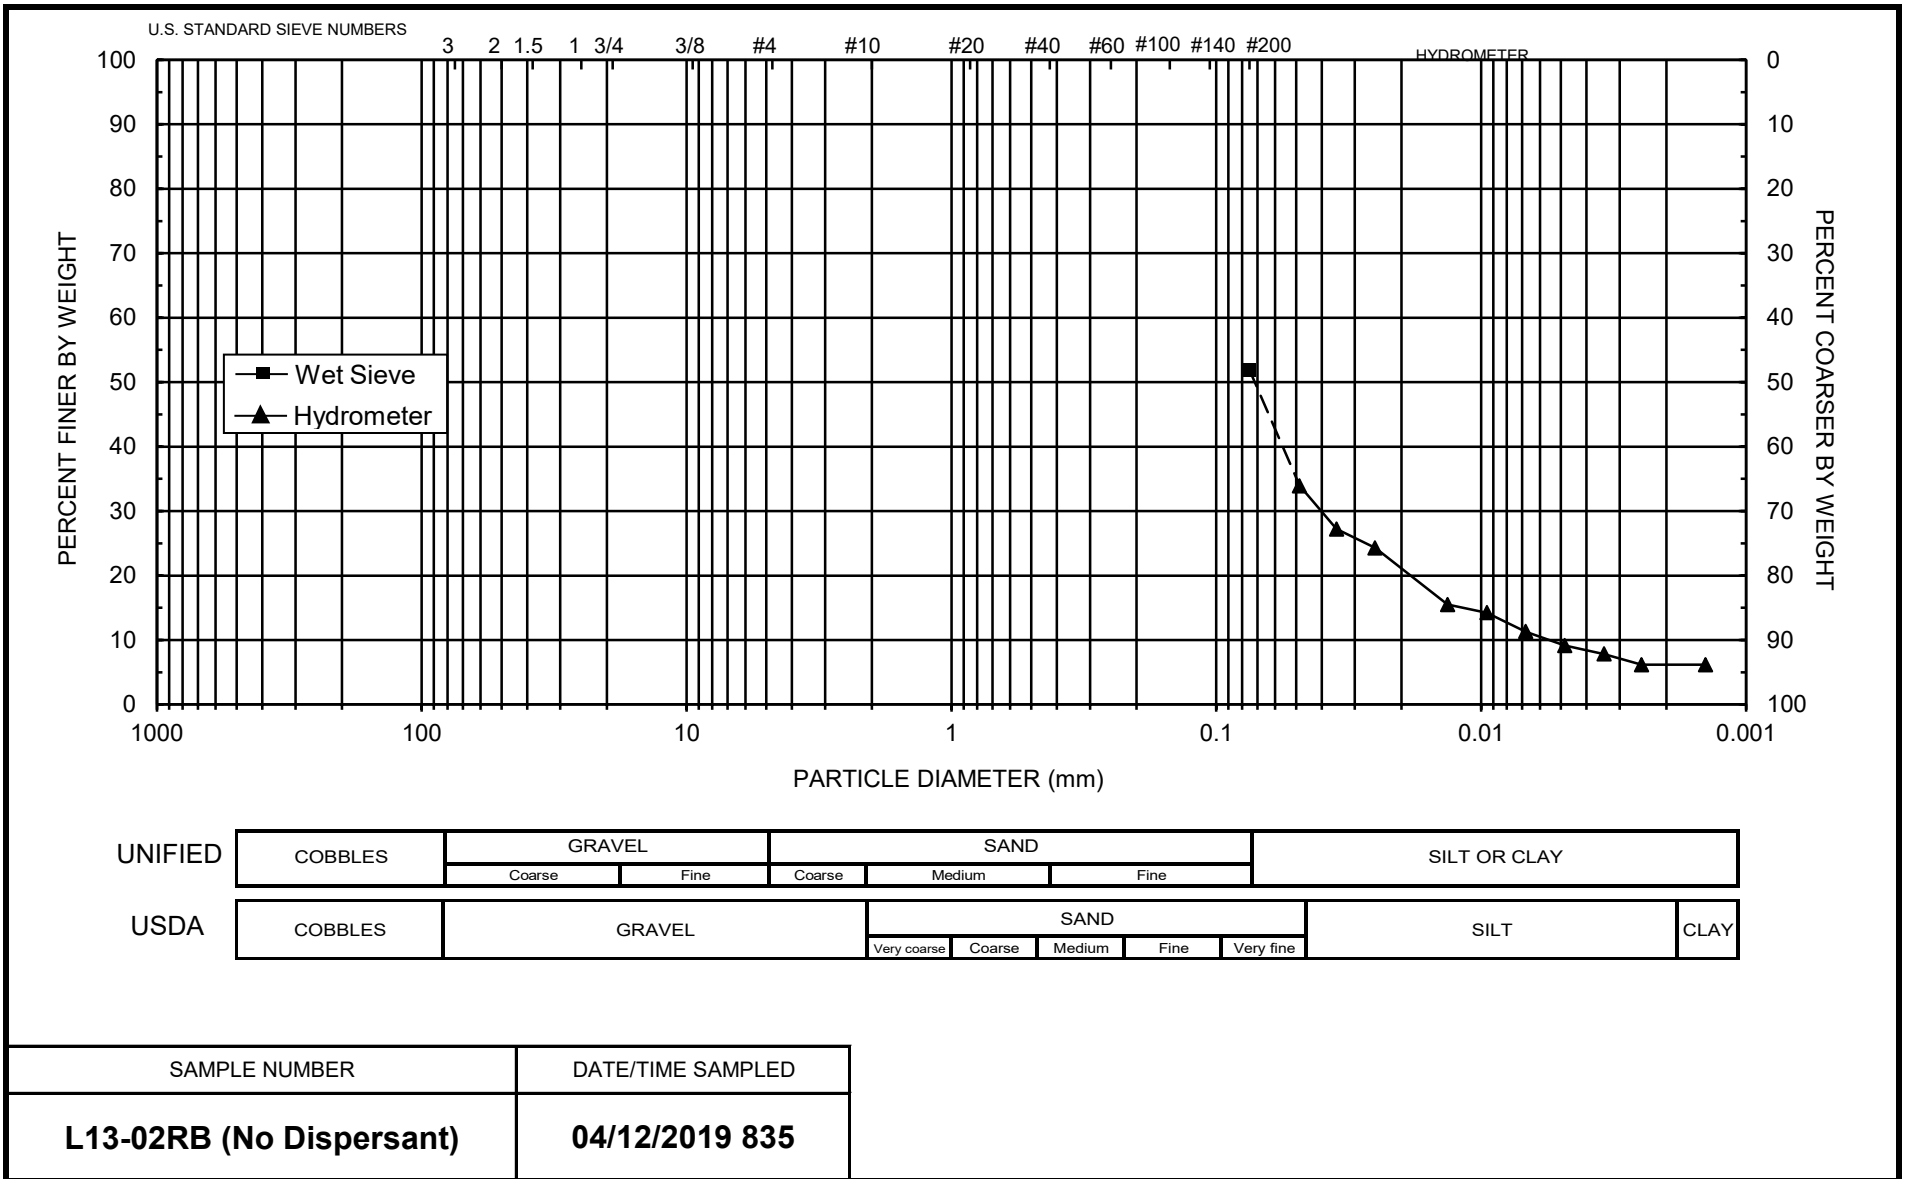 U.S. STANDARD SIEVE NUMBERS
3 2 1.5 1 3/4 3/8 #4 #10 #20 #40 #60 #100 #140 #200
HYDROMETER
100 0
90 10
80 20
70 30
60 40
50 50
40 60
30 70
20 80
10 90
0 100
PERCENT FINER BY WEIGHT
PERCENT COARSER BY WEIGHT
Wet Sieve
Hydrometer
1000 100 10 1 0.1 0.01 0.001
PARTICLE DIAMETER (mm)
UNIFIED
COBBLES GRAVEL SAND SILT OR CLAY
Coarse Fine Coarse Medium Fine
USDA
COBBLES GRAVEL SAND SILT CLAY
Very coarse Coarse Medium Fine Very fine
SAMPLE NUMBER DATE/TIME SAMPLED
L13-02RB (No Dispersant) 04/12/2019 835